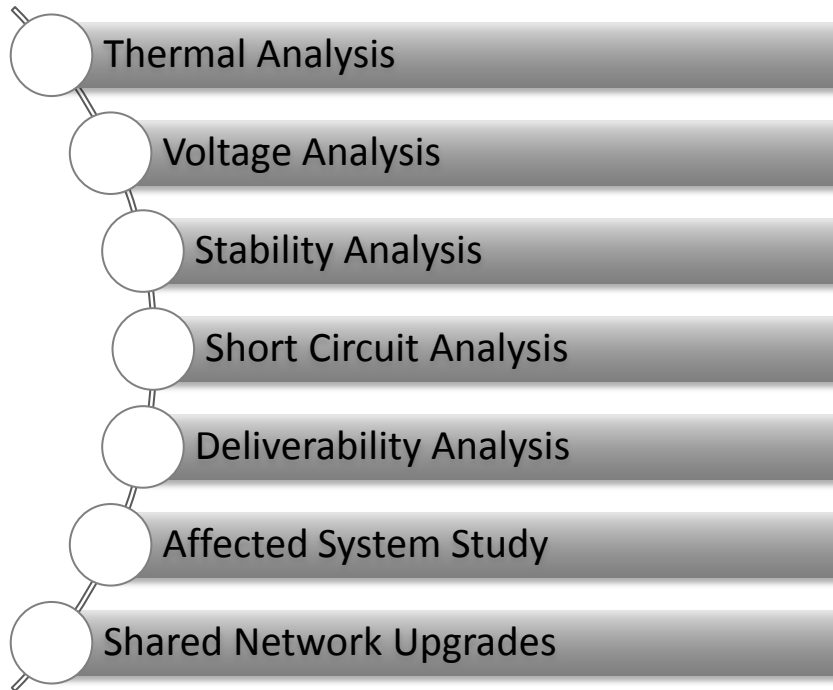 Thermal Analysis
Voltage Analysis
Stability Analysis
Short Circuit Analysis
Deliverability Analysis
Affected System Study
Shared Network Upgrades